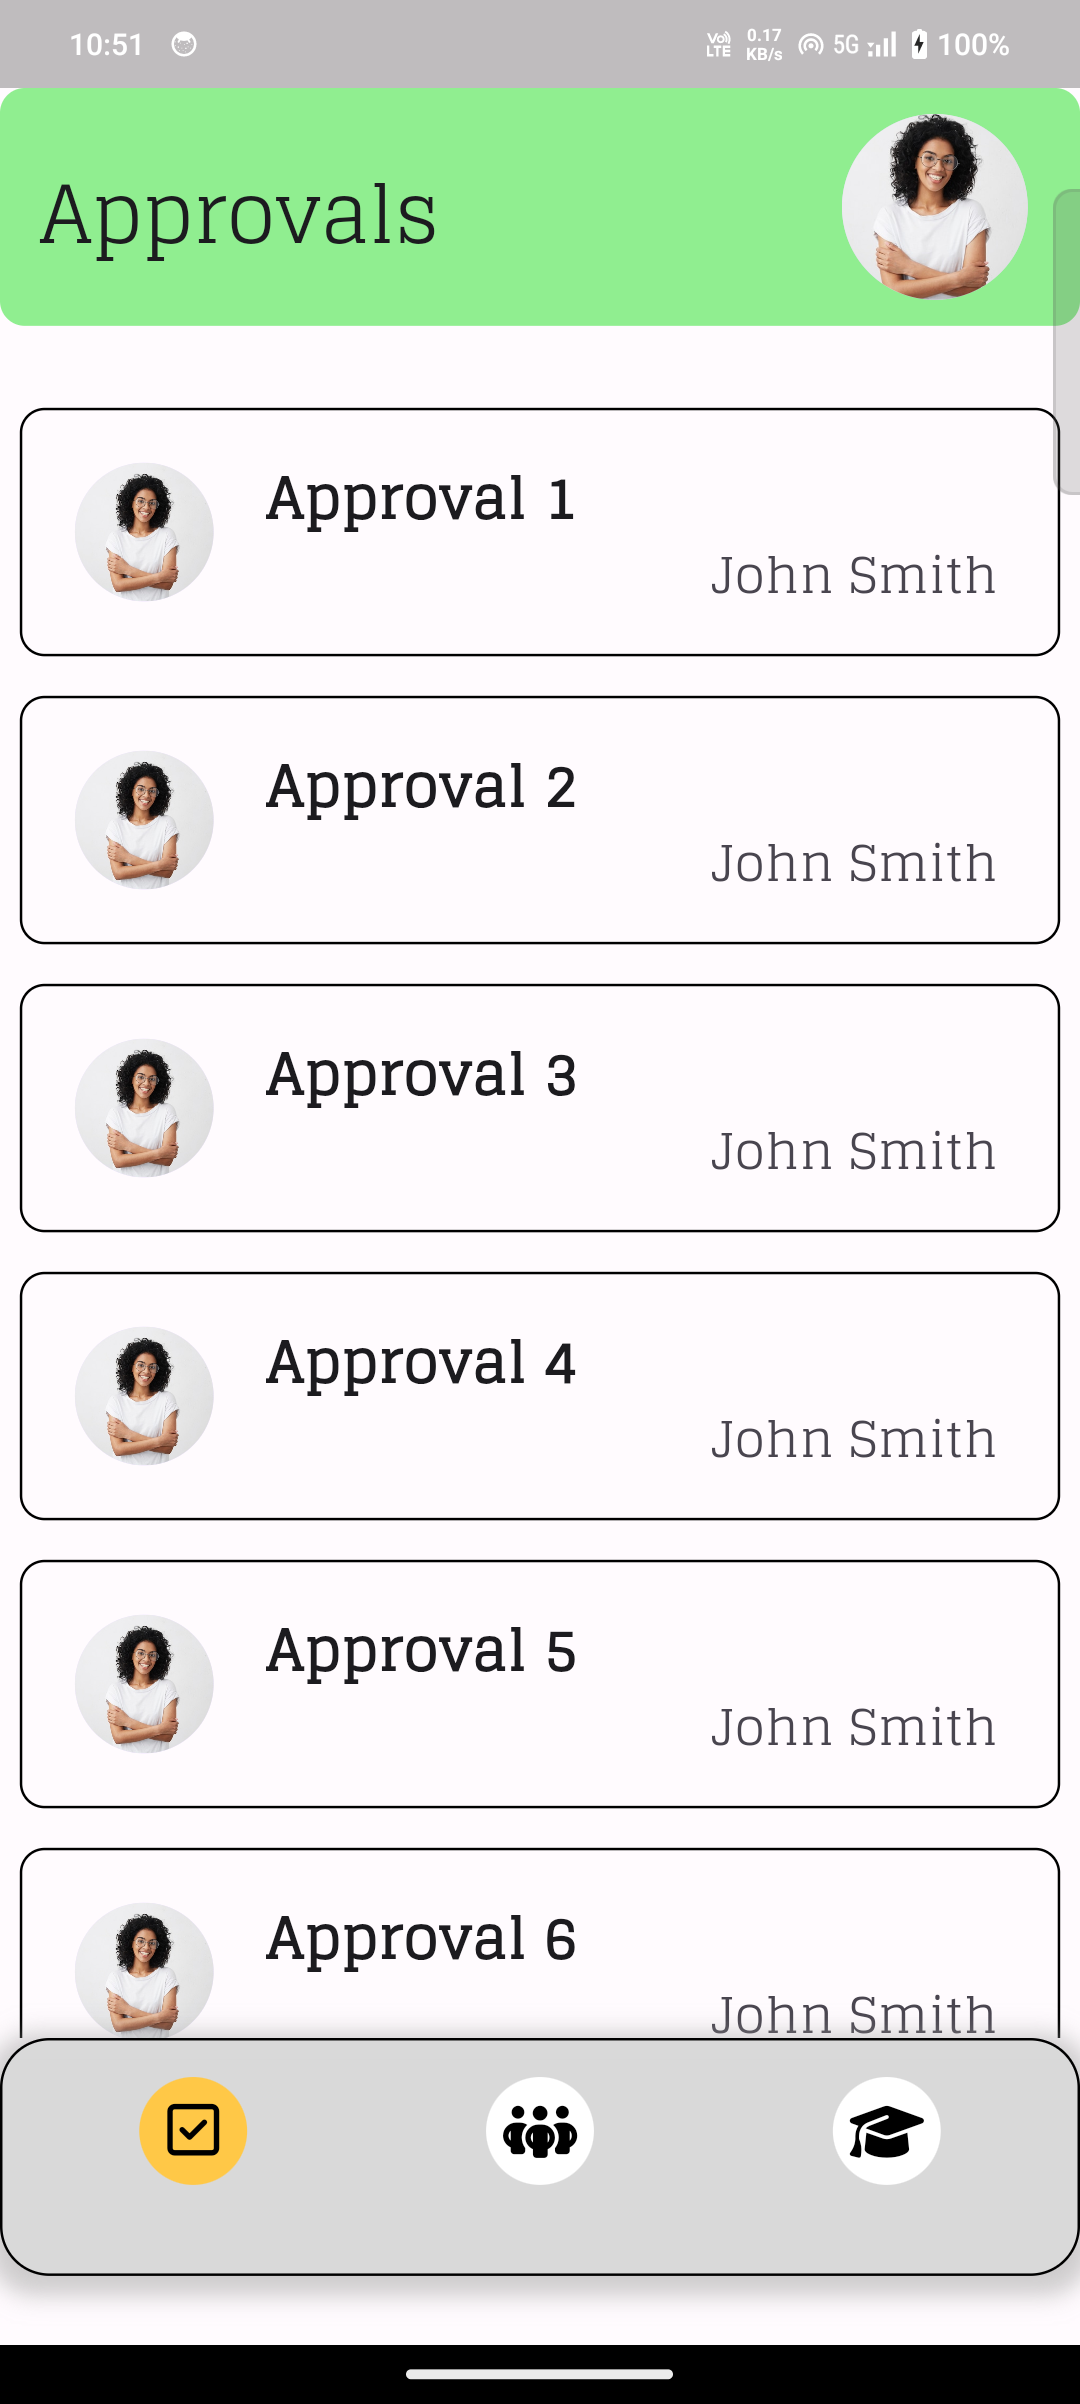 10:51 Vo) LTE 0.17 KB/s 5G 100%
Approvals
Approval 1
John Smith
Approval 2
John Smith
Approval 3
John Smith
Approval 4
John Smith
Approval 5
John Smith
Approval 6
John Smith